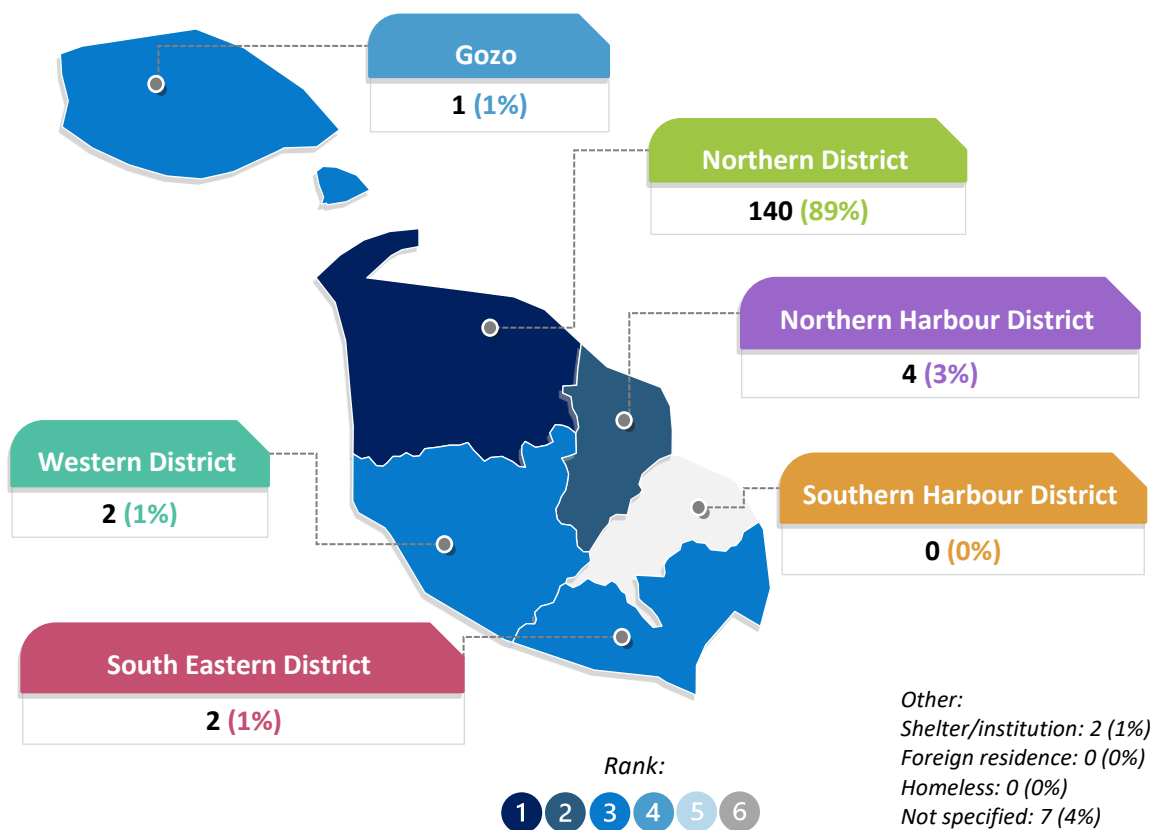 Gozo
1 (1%)
Northern District
140 (89%)
Northern Harbour District
4 (3%)
Western District
2 (1%)
Southern Harbour District
0 (0%)
South Eastern District
2 (1%)
Other:
Shelter/institution: 2 (1%)
Foreign residence: 0 (0%)
Homeless: 0 (0%)
Not specified: 7 (4%)
Rank:
1 2 3 4 5 6